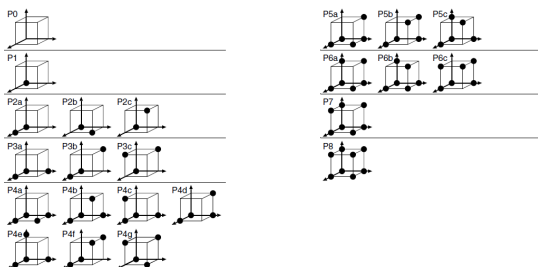 P0
P1
P2a P2b P2c
P3a P3b P3c
P4a P4b P4c P4d
P4e P4f P4g
P5a P5b P5c
P6a P6b P6c
P7
P8